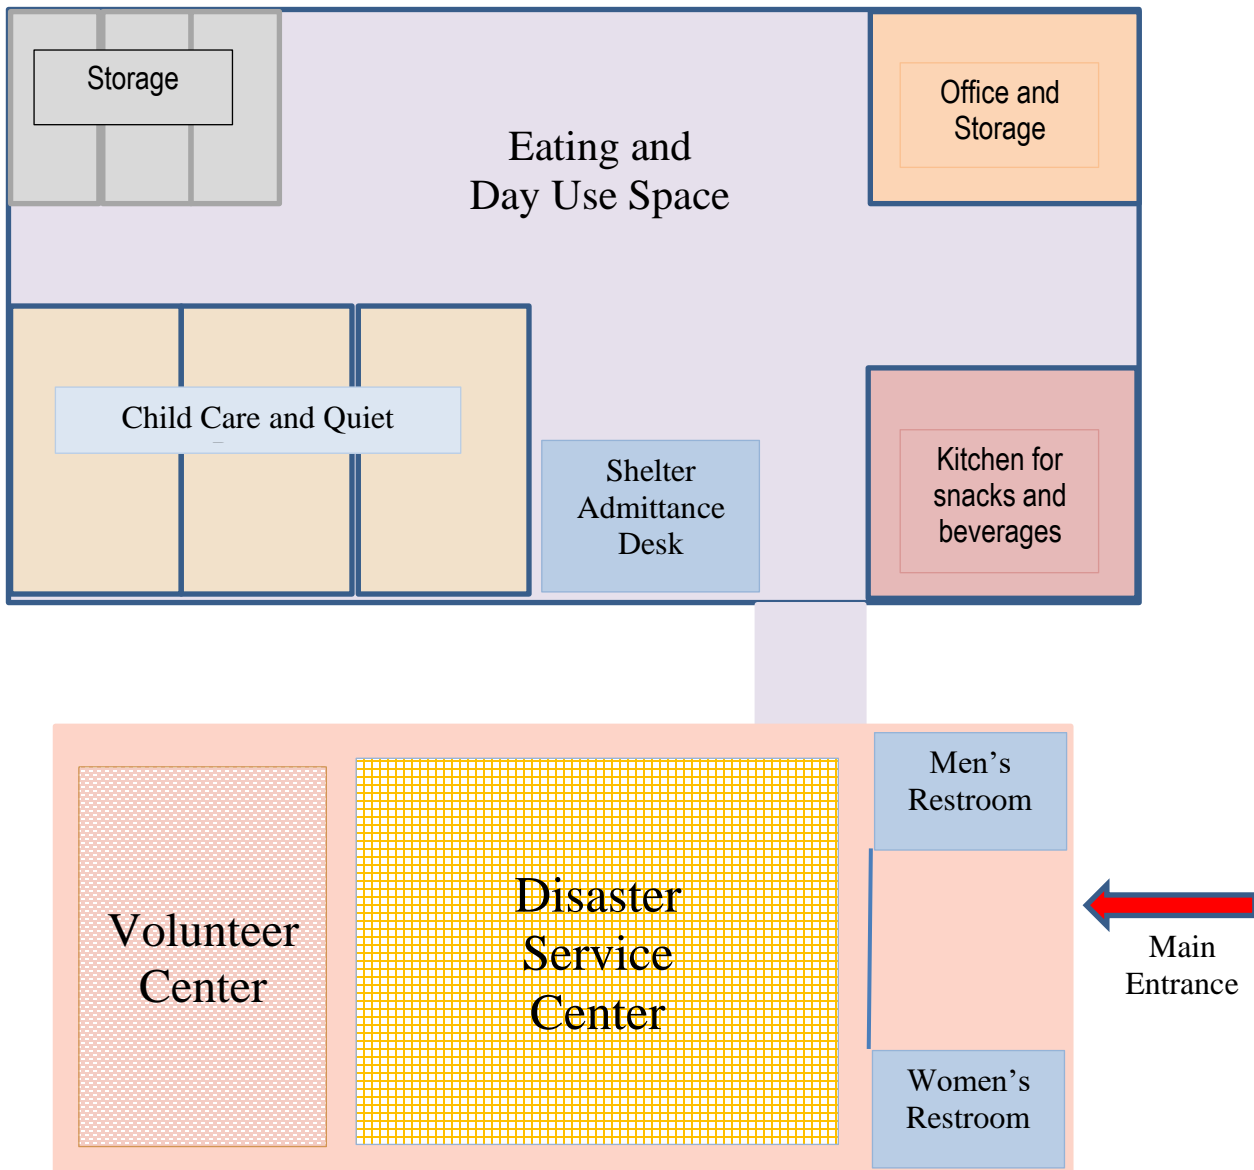 Storage
Office and
Storage
Eating and
Day Use Space
Child Care and Quiet
Shelter
Admittance
Desk
Kitchen for
snacks and
beverages
Men’s
Restroom
Volunteer
Center
Disaster
Service
Center
Main
Entrance
Women’s
Restroom